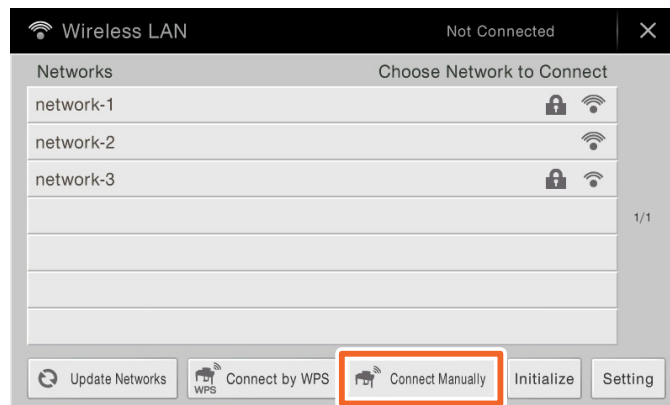 Wireless LAN Not Connected
Networks Choose Network to Connect
network-1
network-2
network-3
1/1
Update Networks WPS Connect by WPS Connect Manually Initialize Setting